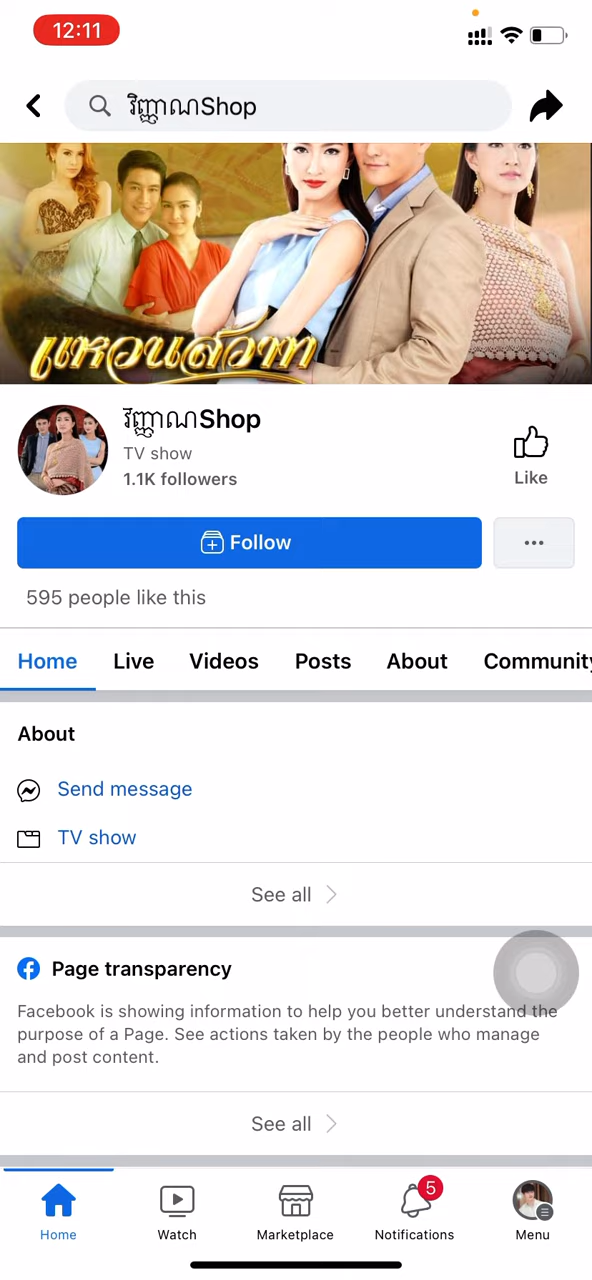 12:11
វិញ្ញាណShop
แหวนสวาท
វិញ្ញាណShop
TV show
1.1K followers
Like
Follow
595 people like this
Home Live Videos Posts About Community
About
Send message
TV show
See all
Page transparency
Facebook is showing information to help you better understand the
purpose of a Page. See actions taken by the people who manage
and post content.
See all
5
Home Watch Marketplace Notifications Menu